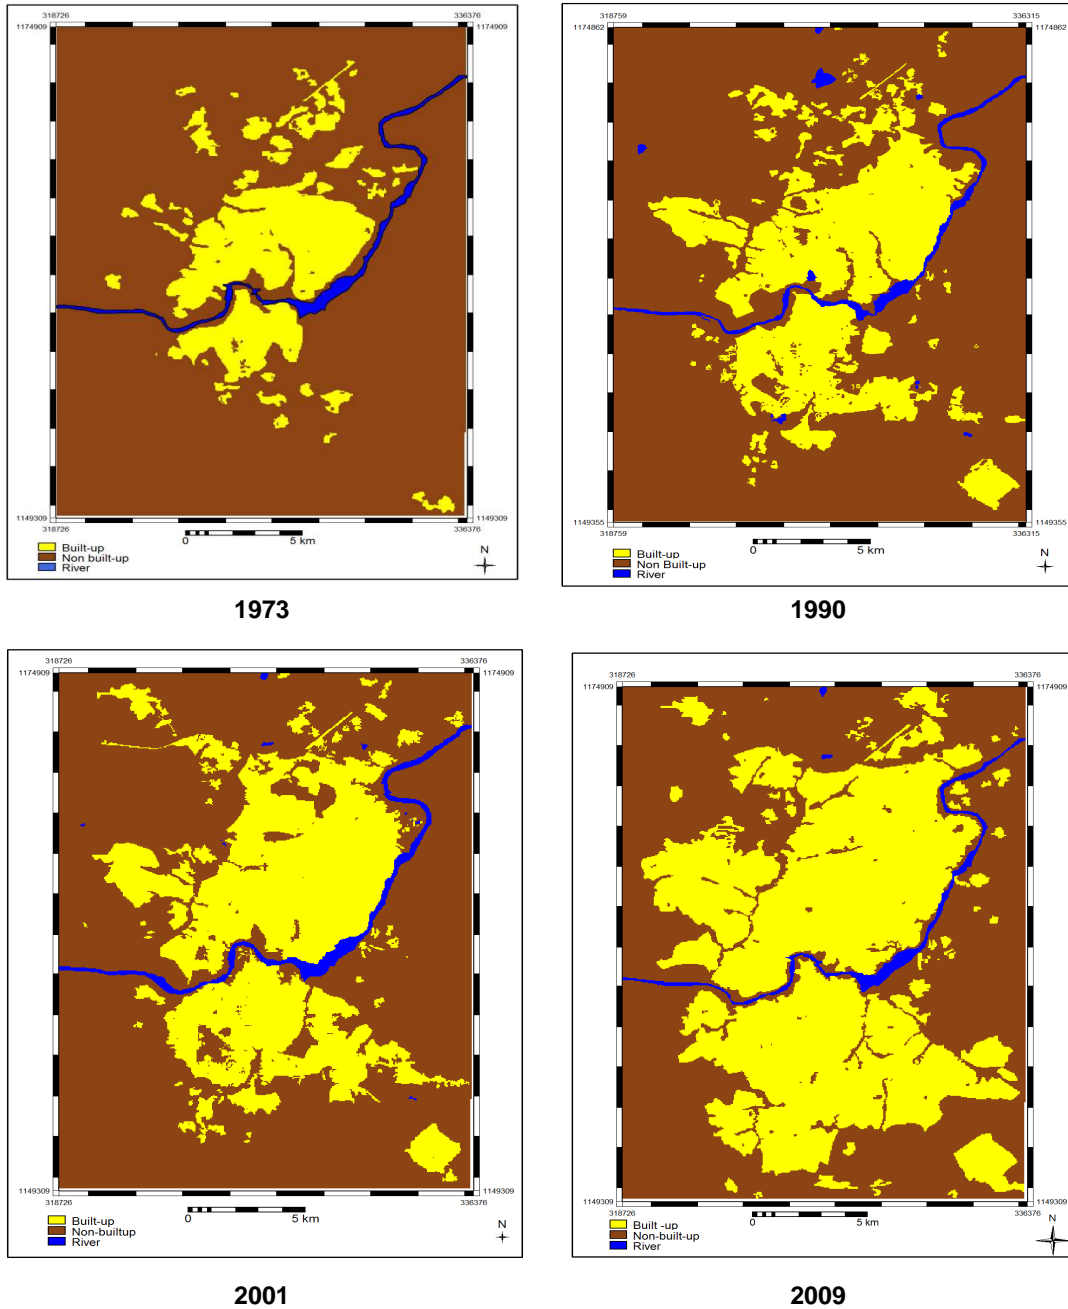 318726 336376
1174909 1174909
1149309 1149309
318726 336376
0 5 km
Built-up
Non built-up
River
N
1973
318759 336315
1174862 1174862
1149355 1149355
318759 336315
0 5 km
Built-up
Non Built-up
River
N
1990
318726 336376
1174909 1174909
1149309 1149309
318726 336376
0 5 km
Built-up
Non-builtup
River
N
2001
318726 336376
1174909 1174909
1149309 1149309
318726 336376
0 5 km
Built -up
Non-built-up
River
N
2009